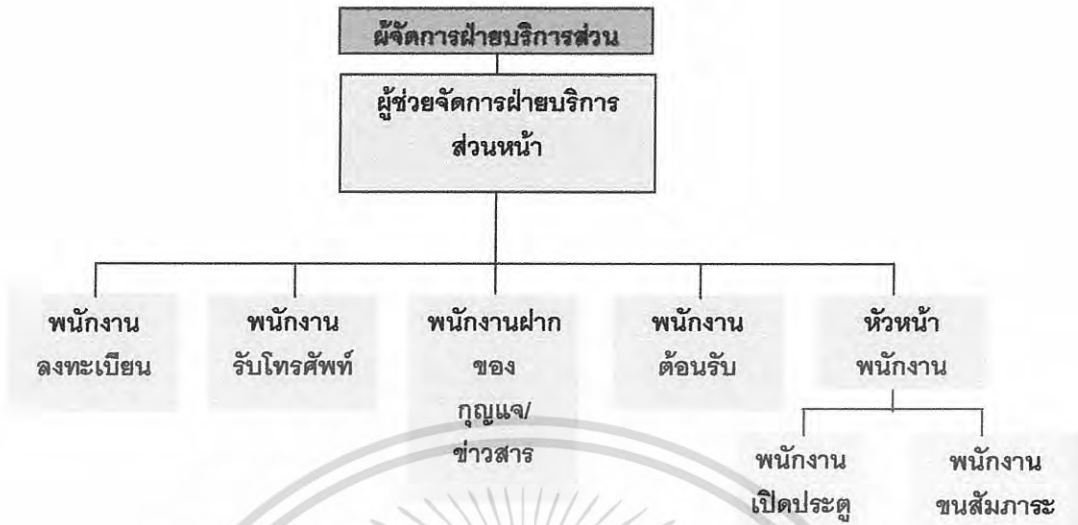 ผู้จัดการฝ่ายบริการส่วน
ผู้ช่วยจัดการฝ่ายบริการ
ส่วนหน้า
พนักงาน
ลงทะเบียน
พนักงาน
รับโทรศัพท์
พนักงานฝาก
ของ
กุญแจ/
ข่าวสาร
พนักงาน
ต้อนรับ
หัวหน้า
พนักงาน
พนักงาน
เปิดประตู
พนักงาน
ขนสัมภาระ